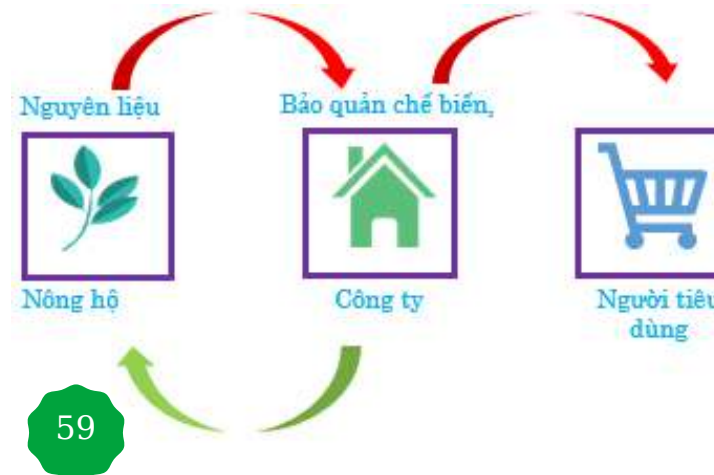 Nguyên liệu
Bảo quản chế biến,
Nông hộ
Công ty
Người tiêu
dùng
59